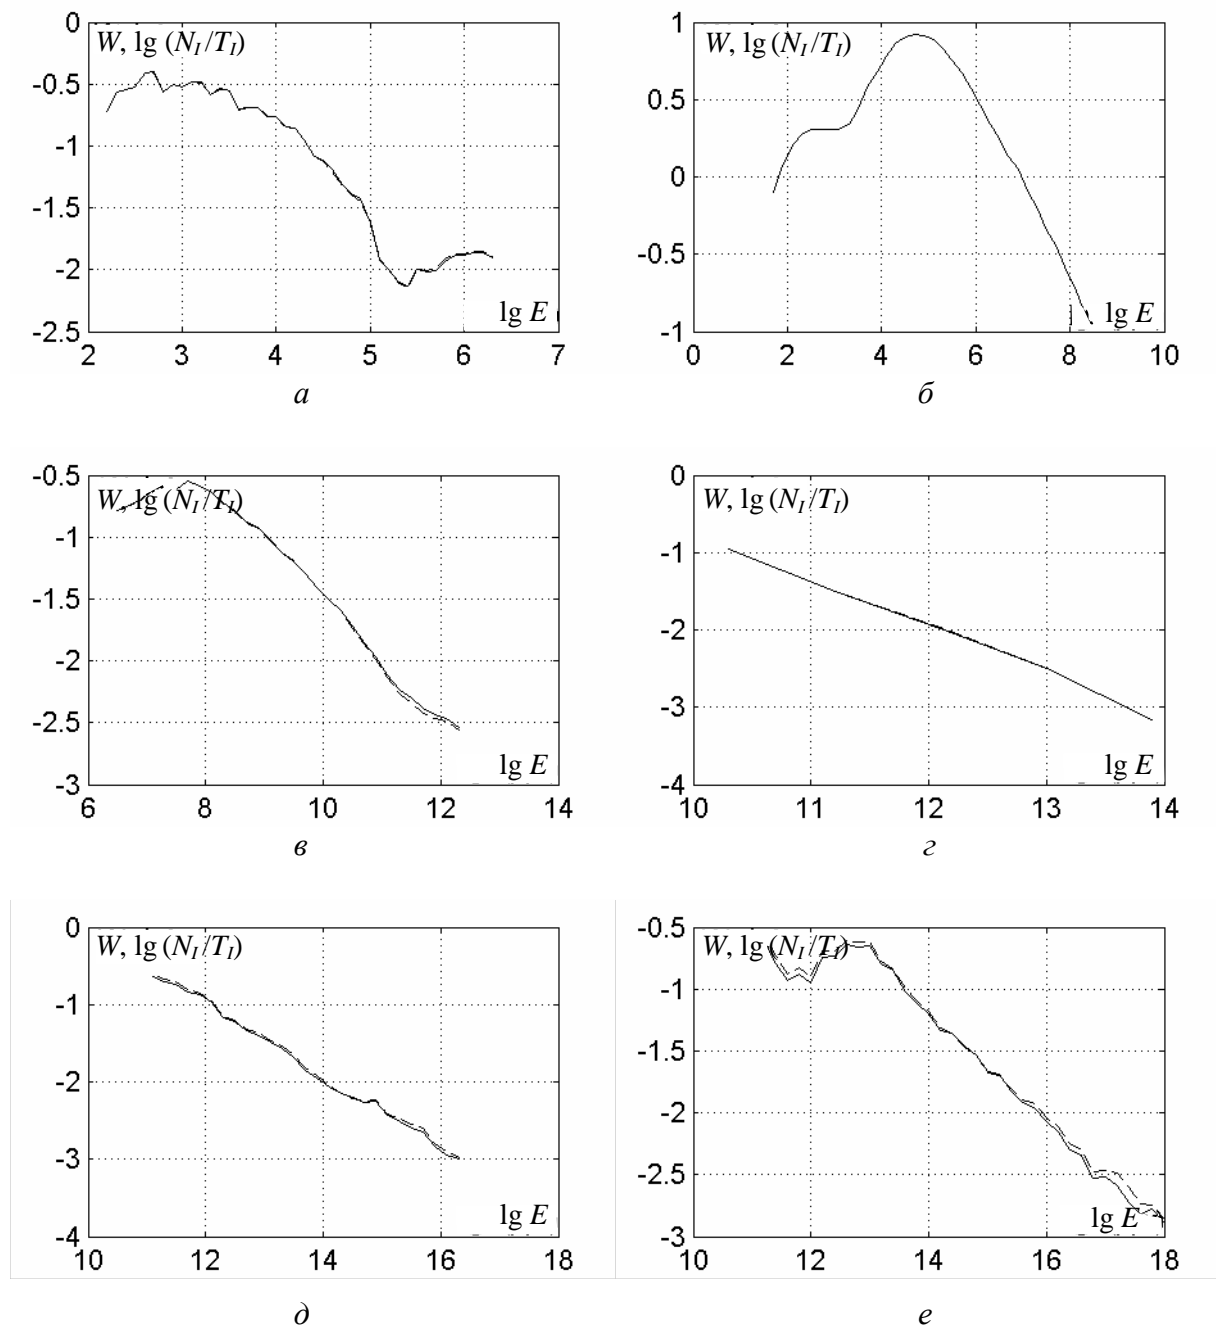 0
W, lg (N_I/T_I)
-0.5
-1
-1.5
-2
lg E
-2.5
2 3 4 5 6 7
а
1
W, lg (N_I/T_I)
0.5
0
-0.5
lg E
-1
0 2 4 6 8 10
б
-0.5
W, lg (N_I/T_I)
-1
-1.5
-2
-2.5
lg E
-3
6 8 10 12 14
в
0
W, lg (N_I/T_I)
-1
-2
-3
lg E
-4
10 11 12 13 14
г
0
W, lg (N_I/T_I)
-1
-2
-3
lg E
-4
10 12 14 16 18
д
-0.5
W, lg (N_I/T_I)
-1
-1.5
-2
-2.5
lg E
-3
10 12 14 16 18
е